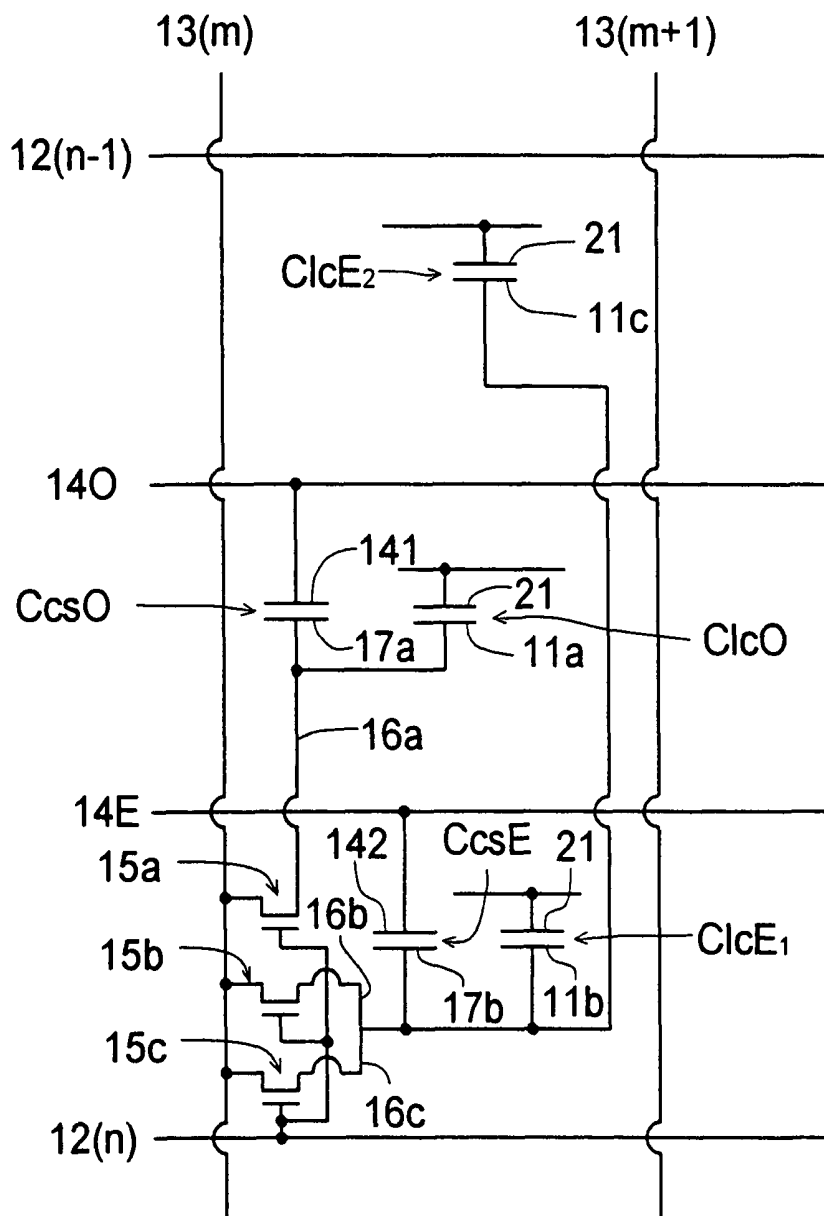 13(m)
13(m+1)
12(n-1)
21
ClcE2
11c
14O
141
CcsO
21
17a
11a
ClcO
16a
14E
142
CcsE
21
15a
16b
ClcE1
15b
17b
11b
15c
16c
12(n)